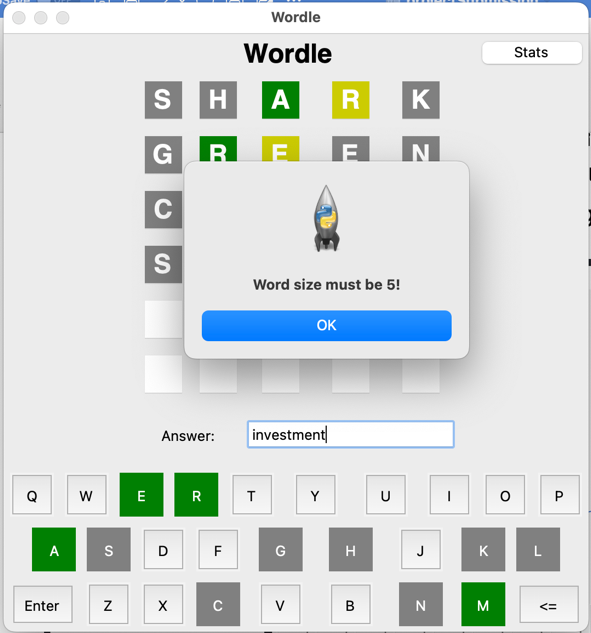 Wordle
Wordle
Stats
S H A R K
G R E E N
C
S
Word size must be 5!
OK
Answer: investment
Q W E R T Y U I O P
A S D F G H J K L
Enter Z X C V B N M <=